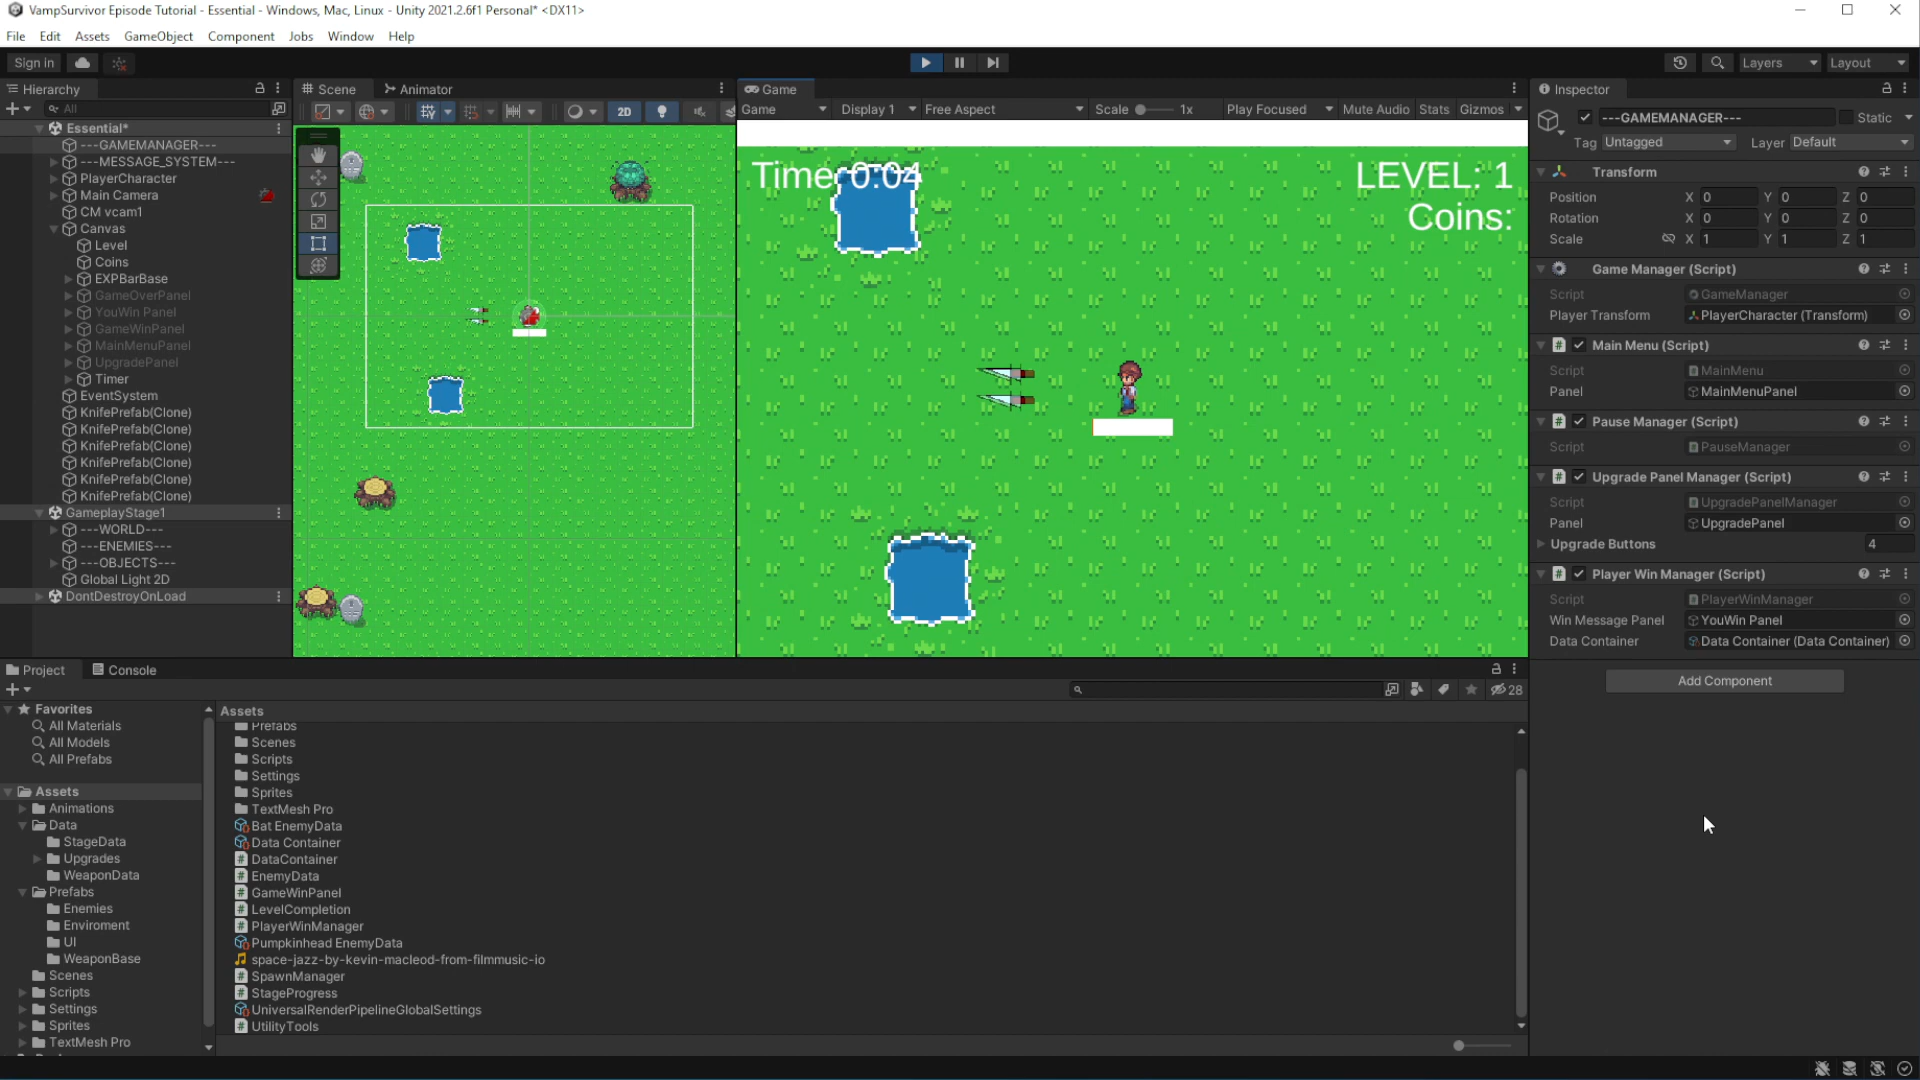 VampSurvivor Episode Tutorial - Essential - Windows, Mac, Linux - Unity 2021.2.6f1 Personal* <DX11>
File Edit Assets GameObject Component Jobs Window Help
Sign in
Layers
Layout
Hierarchy
All
Essential*
---GAMEMANAGER---
---MESSAGE_SYSTEM---
PlayerCharacter
Main Camera
CM vcam1
Canvas
Level
Coins
EXPBarBase
GameOverPanel
YouWin Panel
GameWinPanel
MainMenuPanel
UpgradePanel
Timer
EventSystem
KnifePrefab(Clone)
KnifePrefab(Clone)
KnifePrefab(Clone)
KnifePrefab(Clone)
KnifePrefab(Clone)
KnifePrefab(Clone)
GameplayStage1
---WORLD---
---ENEMIES---
---OBJECTS---
Global Light 2D
DontDestroyOnLoad
Scene Animator
2D
Game
Game Display 1 Free Aspect Scale 1x Play Focused Mute Audio Stats Gizmos
Time 0:04
LEVEL: 1
Coins:
Inspector
---GAMEMANAGER--- Static
Tag Untagged Layer Default
Transform
Position X 0 Y 0 Z 0
Rotation X 0 Y 0 Z 0
Scale X 1 Y 1 Z 1
Game Manager (Script)
Script GameManager
Player Transform PlayerCharacter (Transform)
Main Menu (Script)
Script MainMenu
Panel MainMenuPanel
Pause Manager (Script)
Script PauseManager
Upgrade Panel Manager (Script)
Script UpgradePanelManager
Panel UpgradePanel
Upgrade Buttons 4
Player Win Manager (Script)
Script PlayerWinManager
Win Message Panel YouWin Panel
Data Container Data Container (Data Container)
Add Component
Project Console
28
Favorites
All Materials
All Models
All Prefabs
Assets
Animations
Data
StageData
Upgrades
WeaponData
Prefabs
Enemies
Enviroment
UI
WeaponBase
Scenes
Scripts
Settings
Sprites
TextMesh Pro
Assets
Prefabs
Scenes
Scripts
Settings
Sprites
TextMesh Pro
Bat EnemyData
Data Container
DataContainer
EnemyData
GameWinPanel
LevelCompletion
PlayerWinManager
Pumpkinhead EnemyData
space-jazz-by-kevin-macleod-from-filmmusic-io
SpawnManager
StageProgress
UniversalRenderPipelineGlobalSettings
UtilityTools